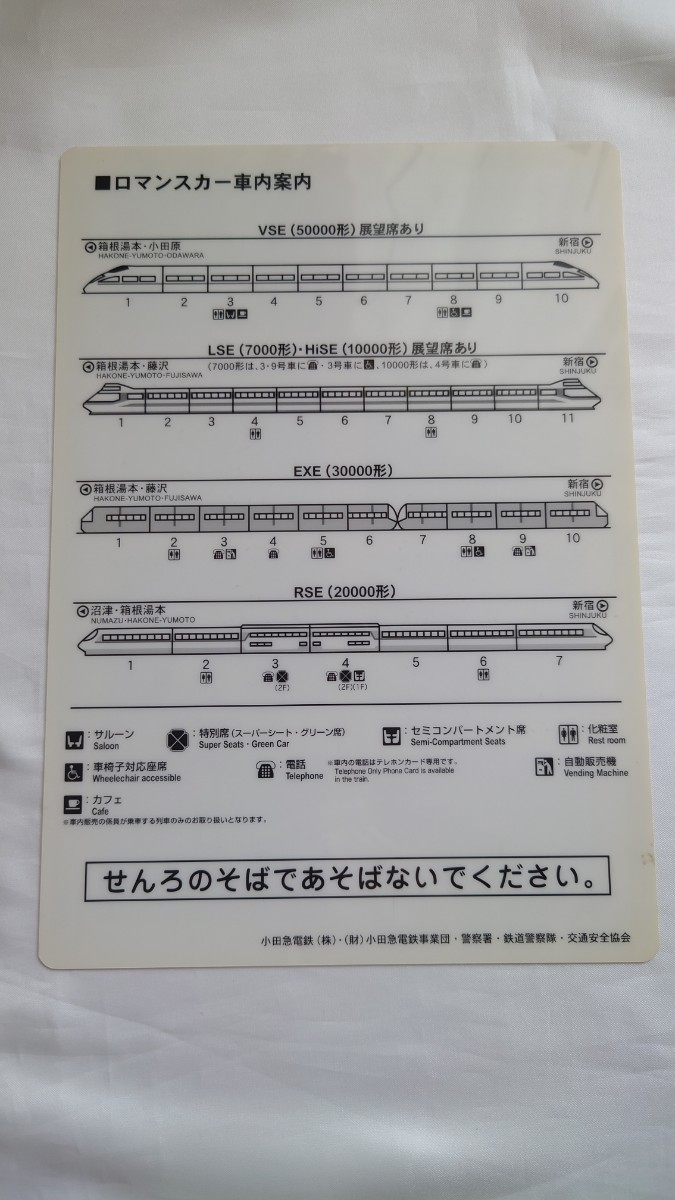 ■ロマンスカー車内案内
VSE（50000形）展望席あり
箱根湯本・小田原 新宿
HAKONE-YUMOTO・ODAWARA SHINJUKU
1 2 3 4 5 6 7 8 9 10
LSE（7000形）・HiSE（10000形）展望席あり
箱根湯本・藤沢 （7000形は、3・9号車に・3号車に、10000形は、4号車に） 新宿
HAKONE-YUMOTO・FUJISAWA SHINJUKU
1 2 3 4 5 6 7 8 9 10 11
EXE（30000形）
箱根湯本・藤沢 新宿
HAKONE-YUMOTO・FUJISAWA SHINJUKU
1 2 3 4 5 6 7 8 9 10
RSE（20000形）
沼津・箱根湯本 新宿
NUMAZU・HAKONE-YUMOTO SHINJUKU
1 2 3 4 5 6 7
(2F) (2F)(1F)
：サルーン ：特別席（スーパーシート・グリーン席） ：セミコンパートメント席 ：化粧室
Saloon Super Seats・Green Car Semi-Compartment Seats Rest room
：車椅子対応座席 ：電話 ※車内の電話はテレホンカード専用です。 ：自動販売機
Wheelchair accessible Telephone Telephone Only Phone Card is available Vending Machine
in the train.
：カフェ
Cafe
※車内販売の係員が乗車する列車のみのお取り扱いとなります。
せんろのそばであそばないでください。
小田急電鉄（株）・（財）小田急電鉄事業団・警察署・鉄道警察隊・交通安全協会